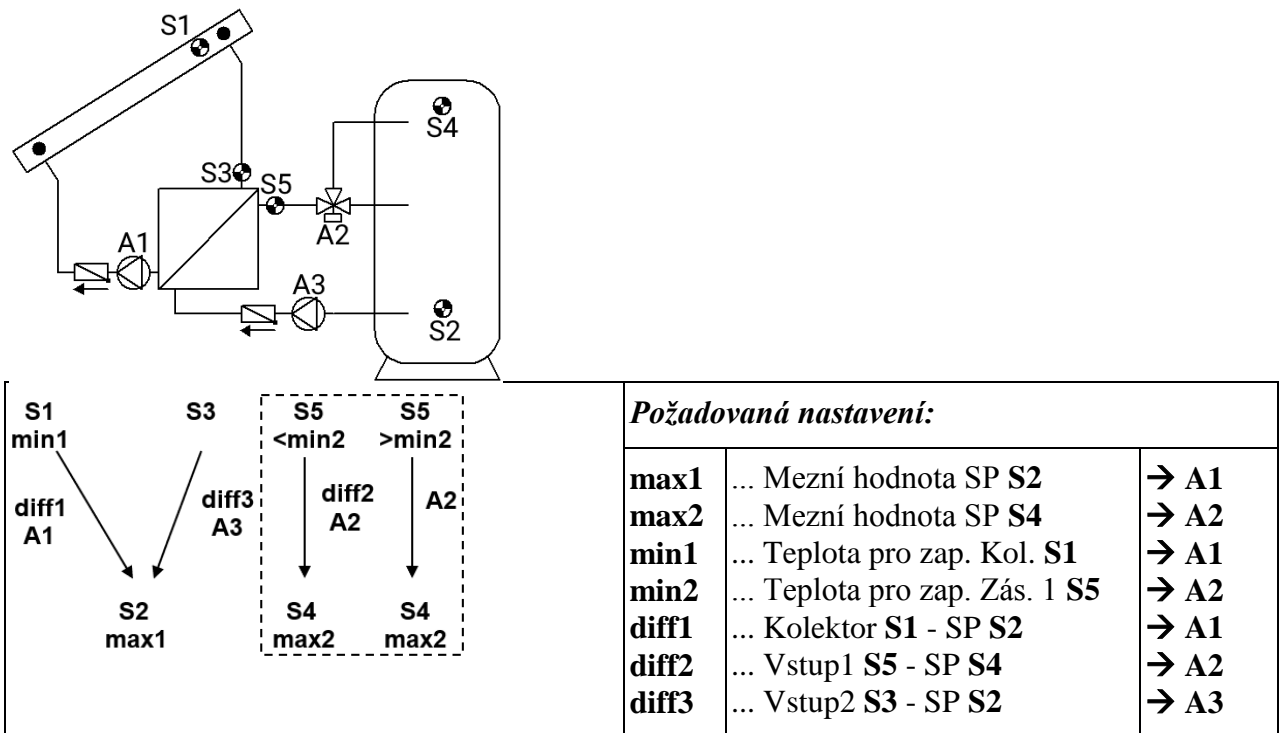 S1
S4
S3
S5
A1
A2
A3
S2
S1 S3 S5 S5
min1 <min2 >min2
diff1 diff3 diff2 A2
A1 A3 A2
S2 S4 S4
max1 max2 max2
Požadovaná nastavení:
max1 ... Mezní hodnota SP S2 → A1
max2 ... Mezní hodnota SP S4 → A2
min1 ... Teplota pro zap. Kol. S1 → A1
min2 ... Teplota pro zap. Zás. 1 S5 → A2
diff1 ... Kolektor S1 - SP S2 → A1
diff2 ... Vstup1 S5 - SP S4 → A2
diff3 ... Vstup2 S3 - SP S2 → A3